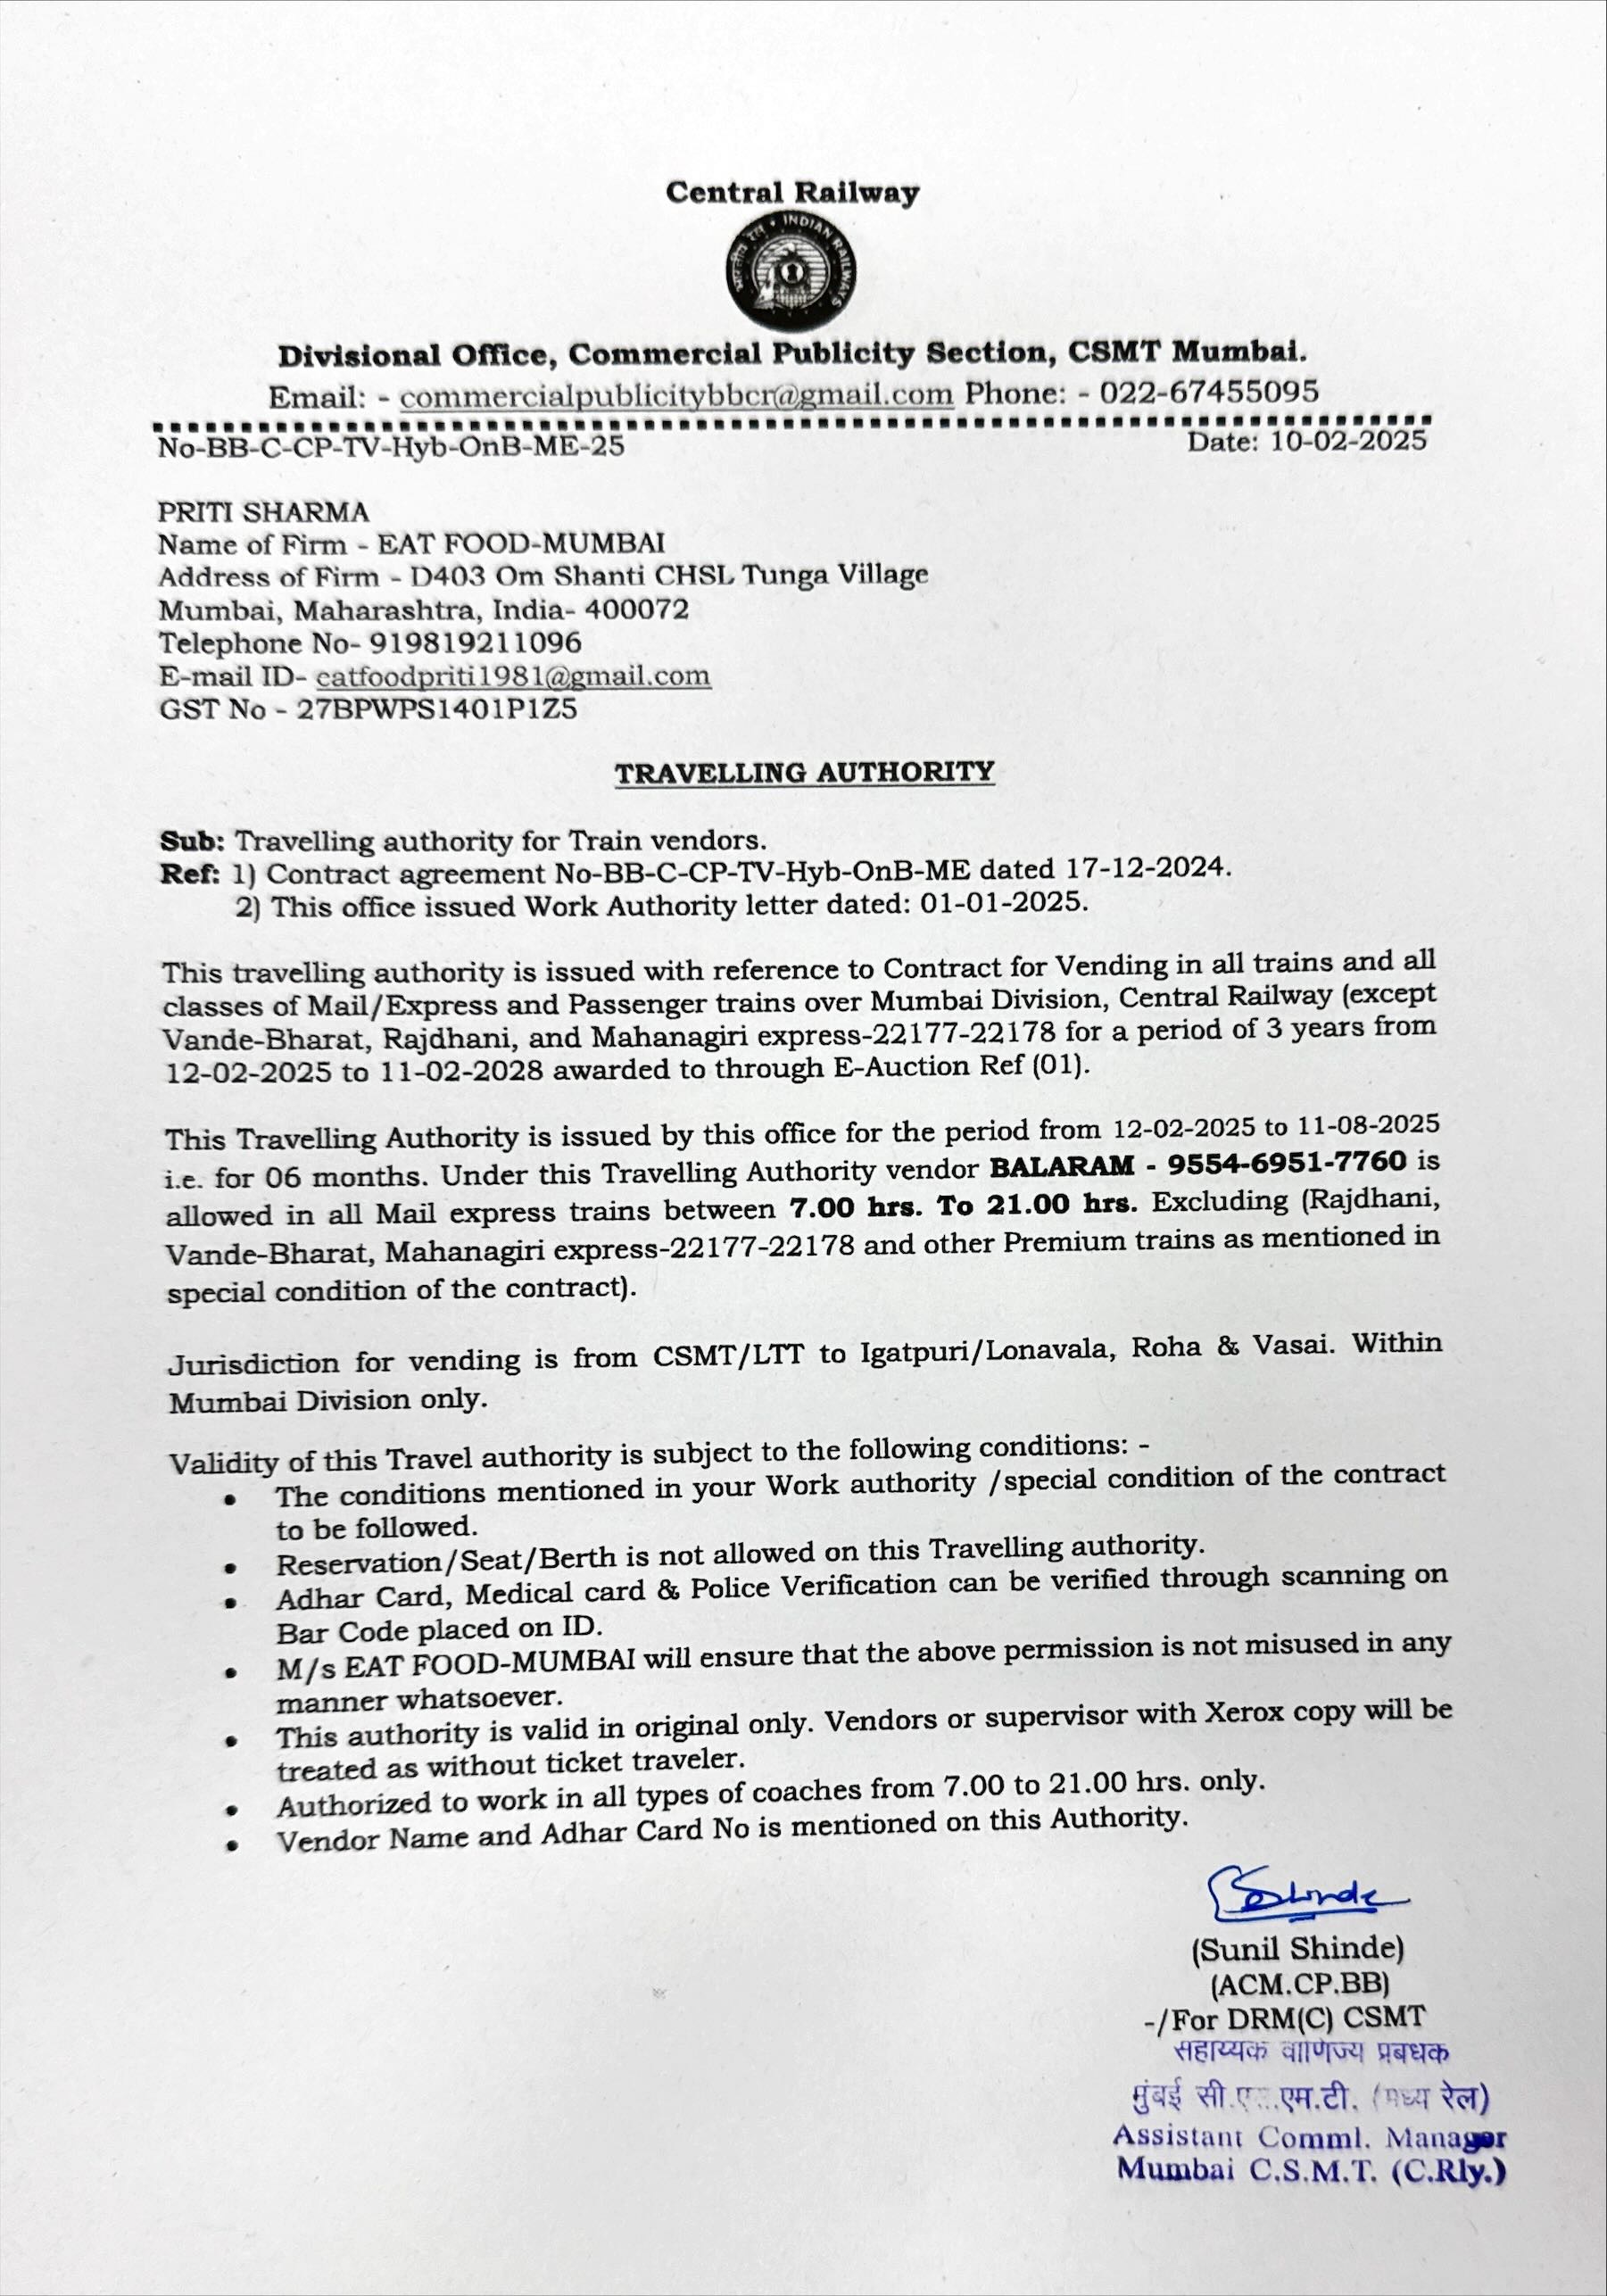 Central Railway
भारतीय रेल • INDIAN RAILWAYS
Divisional Office, Commercial Publicity Section, CSMT Mumbai.
Email: - commercialpublicitybbcr@gmail.com Phone: - 022-67455095
No-BB-C-CP-TV-Hyb-OnB-ME-25 Date: 10-02-2025
PRITI SHARMA
Name of Firm - EAT FOOD-MUMBAI
Address of Firm - D403 Om Shanti CHSL Tunga Village
Mumbai, Maharashtra, India- 400072
Telephone No- 919819211096
E-mail ID- eatfoodpriti1981@gmail.com
GST No - 27BPWPS1401P1Z5
TRAVELLING AUTHORITY
Sub: Travelling authority for Train vendors.
Ref: 1) Contract agreement No-BB-C-CP-TV-Hyb-OnB-ME dated 17-12-2024.
2) This office issued Work Authority letter dated: 01-01-2025.
This travelling authority is issued with reference to Contract for Vending in all trains and all
classes of Mail/Express and Passenger trains over Mumbai Division, Central Railway (except
Vande-Bharat, Rajdhani, and Mahanagiri express-22177-22178 for a period of 3 years from
12-02-2025 to 11-02-2028 awarded to through E-Auction Ref (01).
This Travelling Authority is issued by this office for the period from 12-02-2025 to 11-08-2025
i.e. for 06 months. Under this Travelling Authority vendor BALARAM - 9554-6951-7760 is
allowed in all Mail express trains between 7.00 hrs. To 21.00 hrs. Excluding (Rajdhani,
Vande-Bharat, Mahanagiri express-22177-22178 and other Premium trains as mentioned in
special condition of the contract).
Jurisdiction for vending is from CSMT/LTT to Igatpuri/Lonavala, Roha & Vasai. Within
Mumbai Division only.
Validity of this Travel authority is subject to the following conditions: -
• The conditions mentioned in your Work authority /special condition of the contract
to be followed.
• Reservation/Seat/Berth is not allowed on this Travelling authority.
• Adhar Card, Medical card & Police Verification can be verified through scanning on
Bar Code placed on ID.
• M/s EAT FOOD-MUMBAI will ensure that the above permission is not misused in any
manner whatsoever.
• This authority is valid in original only. Vendors or supervisor with Xerox copy will be
treated as without ticket traveler.
• Authorized to work in all types of coaches from 7.00 to 21.00 hrs. only.
• Vendor Name and Adhar Card No is mentioned on this Authority.
SShinde
(Sunil Shinde)
(ACM.CP.BB)
-/For DRM(C) CSMT
सहाय्यक वाणिज्य प्रबंधक
मुंबई सी.एस.एम.टी. (मध्य रेल)
Assistant Comml. Manager
Mumbai C.S.M.T. (C.Rly.)